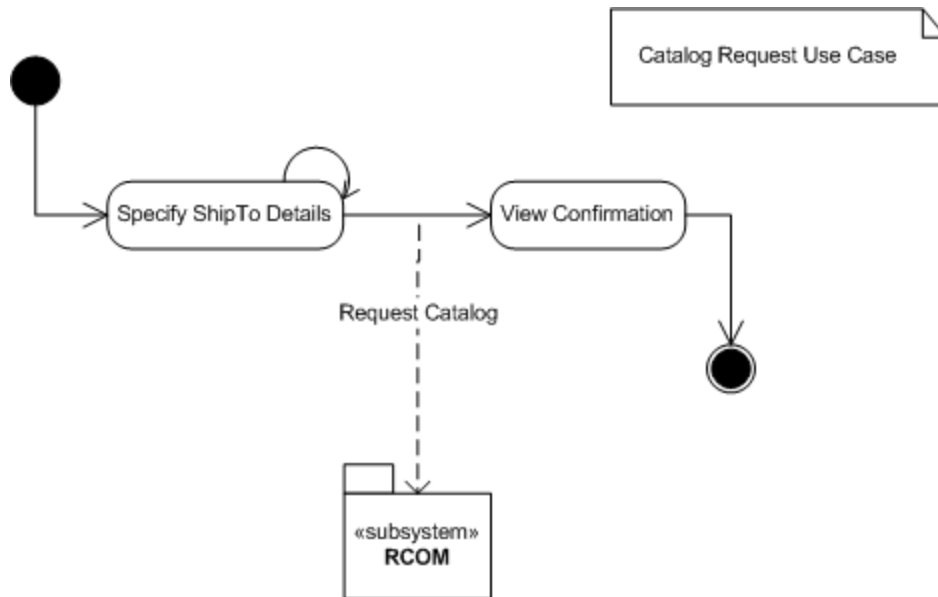 Catalog Request Use Case
Specify ShipTo Details
View Confirmation
Request Catalog
«subsystem»
RCOM